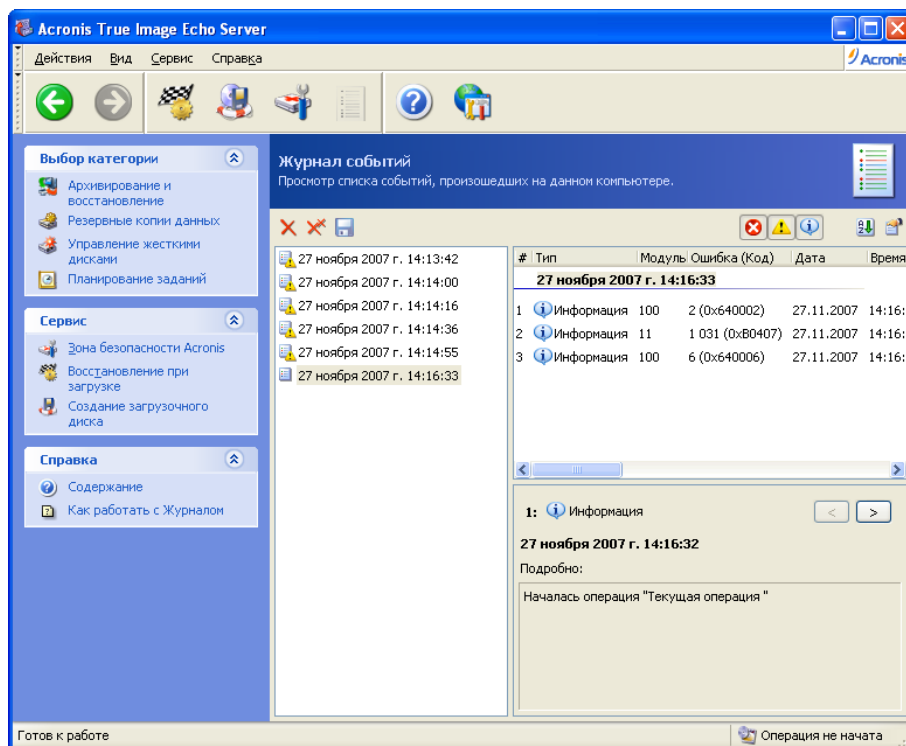 Acronis True Image Echo Server
Действия Вид Сервис Справка
Acronis
Выбор категории
Архивирование и
восстановление
Резервные копии данных
Управление жесткими
дисками
Планирование заданий
Сервис
Зона безопасности Acronis
Восстановление при
загрузке
Создание загрузочного
диска
Справка
Содержание
Как работать с Журналом
Журнал событий
Просмотр списка событий, произошедших на данном компьютере.
27 ноября 2007 г. 14:13:42
27 ноября 2007 г. 14:14:00
27 ноября 2007 г. 14:14:16
27 ноября 2007 г. 14:14:36
27 ноября 2007 г. 14:14:55
27 ноября 2007 г. 14:16:33
# Тип Модуль Ошибка (Код) Дата Время
27 ноября 2007 г. 14:16:33
1 Информация 100 2 (0x640002) 27.11.2007 14:16:
2 Информация 11 1 031 (0xB0407) 27.11.2007 14:16:
3 Информация 100 6 (0x640006) 27.11.2007 14:16:
1: Информация < >
27 ноября 2007 г. 14:16:32
Подробно:
Началась операция "Текущая операция "
Готов к работе Операция не начата